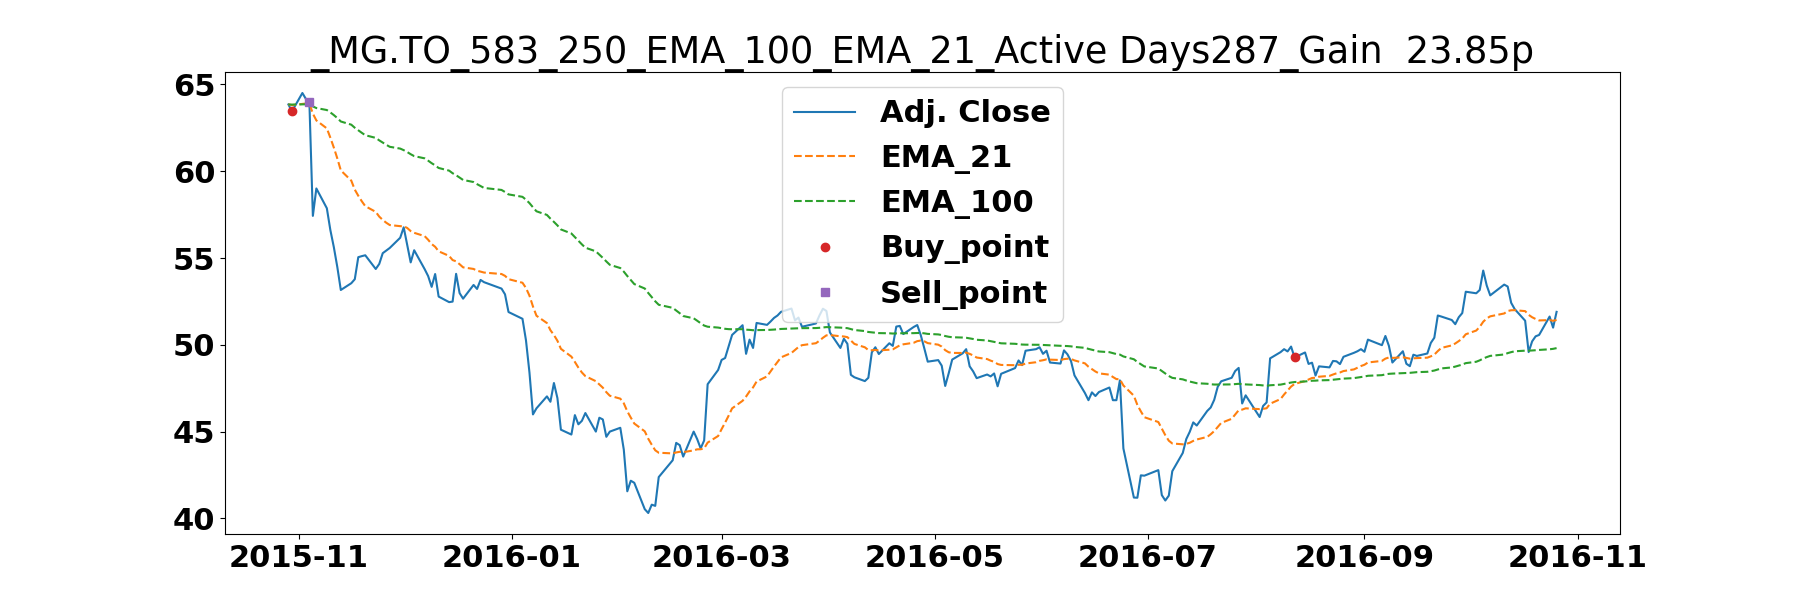 _MG.TO_583_250_EMA_100_EMA_21_Active Days287_Gain  23.85p
65
60
55
50
45
40
Adj. Close
EMA_21
EMA_100
Buy_point
Sell_point
2015-11 2016-01 2016-03 2016-05 2016-07 2016-09 2016-11